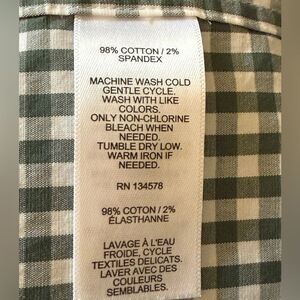 98% COTTON / 2%
SPANDEX
MACHINE WASH COLD
GENTLE CYCLE.
WASH WITH LIKE
COLORS.
ONLY NON-CHLORINE
BLEACH WHEN
NEEDED.
TUMBLE DRY LOW.
WARM IRON IF
NEEDED.
RN 134578
98% COTON / 2%
ÉLASTHANNE
LAVAGE À L'EAU
FROIDE, CYCLE
TEXTILES DELICATS.
LAVER AVEC DES
COULEURS
SEMBLABLES.